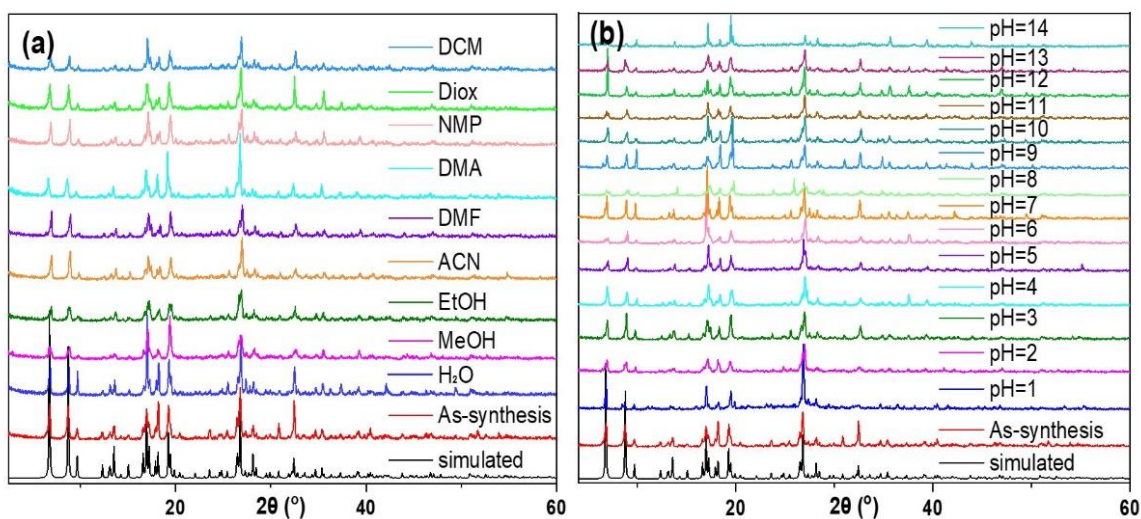 (a)
DCM
Diox
NMP
DMA
DMF
ACN
EtOH
MeOH
H₂O
As-synthesis
simulated
20
40
60
2θ (°)
(b)
pH=14
pH=13
pH=12
pH=11
pH=10
pH=9
pH=8
pH=7
pH=6
pH=5
pH=4
pH=3
pH=2
pH=1
As-synthesis
simulated
20
40
60
2θ (°)